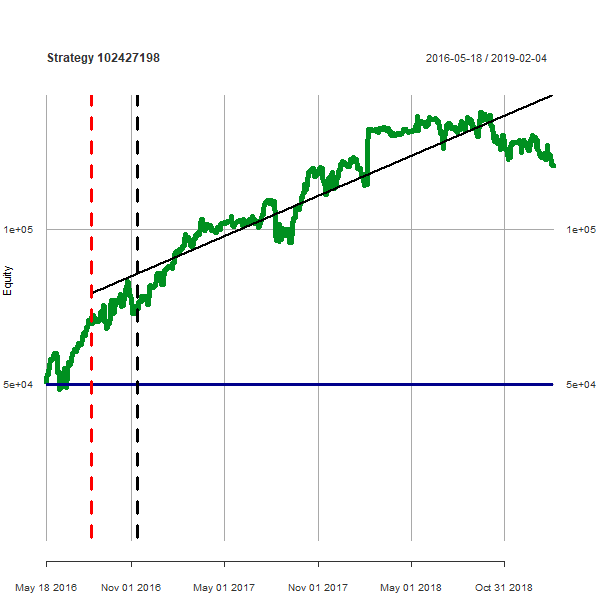 Strategy 102427198
2016-05-18 / 2019-02-04
1e+05
1e+05
Equity
5e+04
5e+04
May 18 2016
Nov 01 2016
May 01 2017
Nov 01 2017
May 01 2018
Oct 31 2018